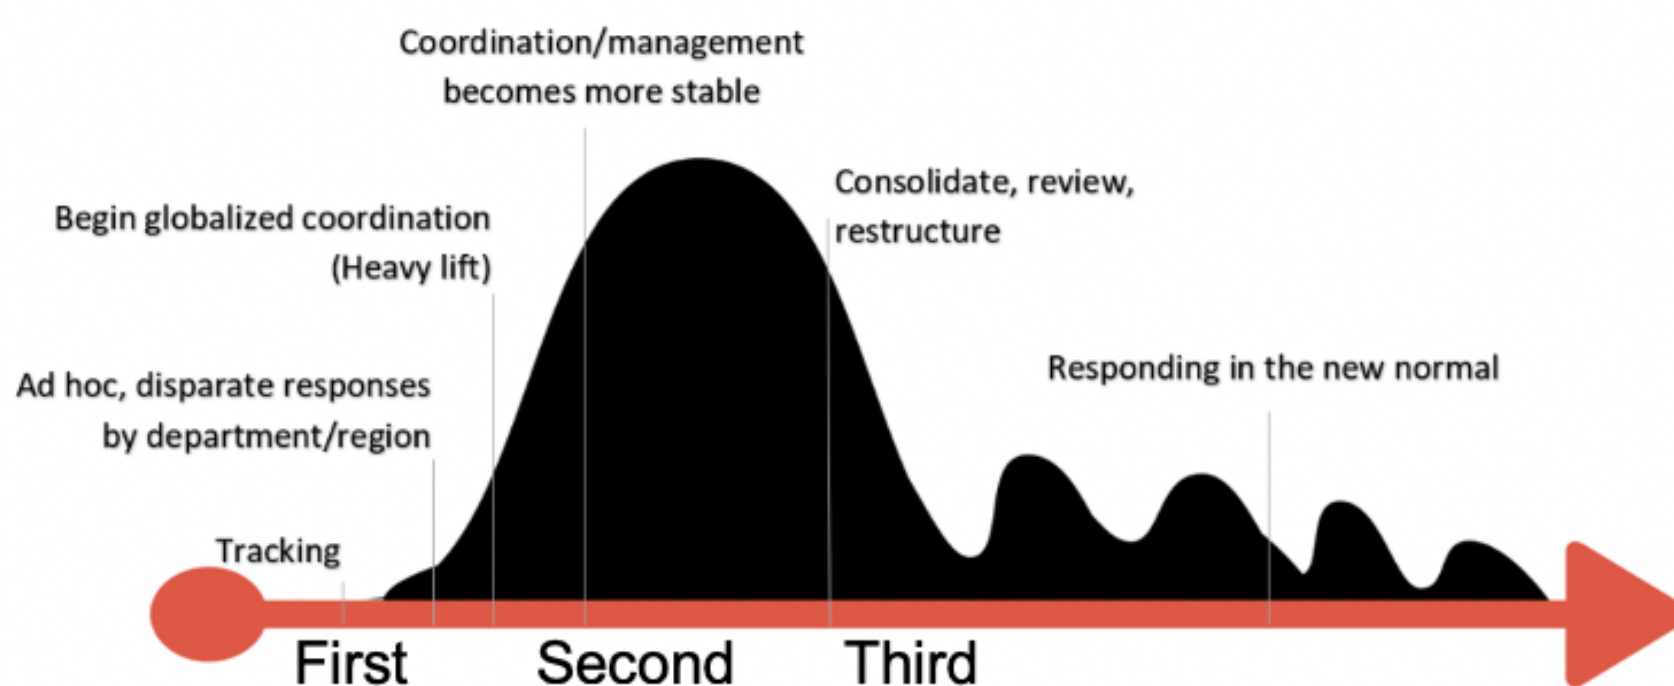 Coordination/management
becomes more stable
Consolidate, review,
restructure
Begin globalized coordination
(Heavy lift)
Ad hoc, disparate responses
by department/region
Responding in the new normal
Tracking
First
Second
Third